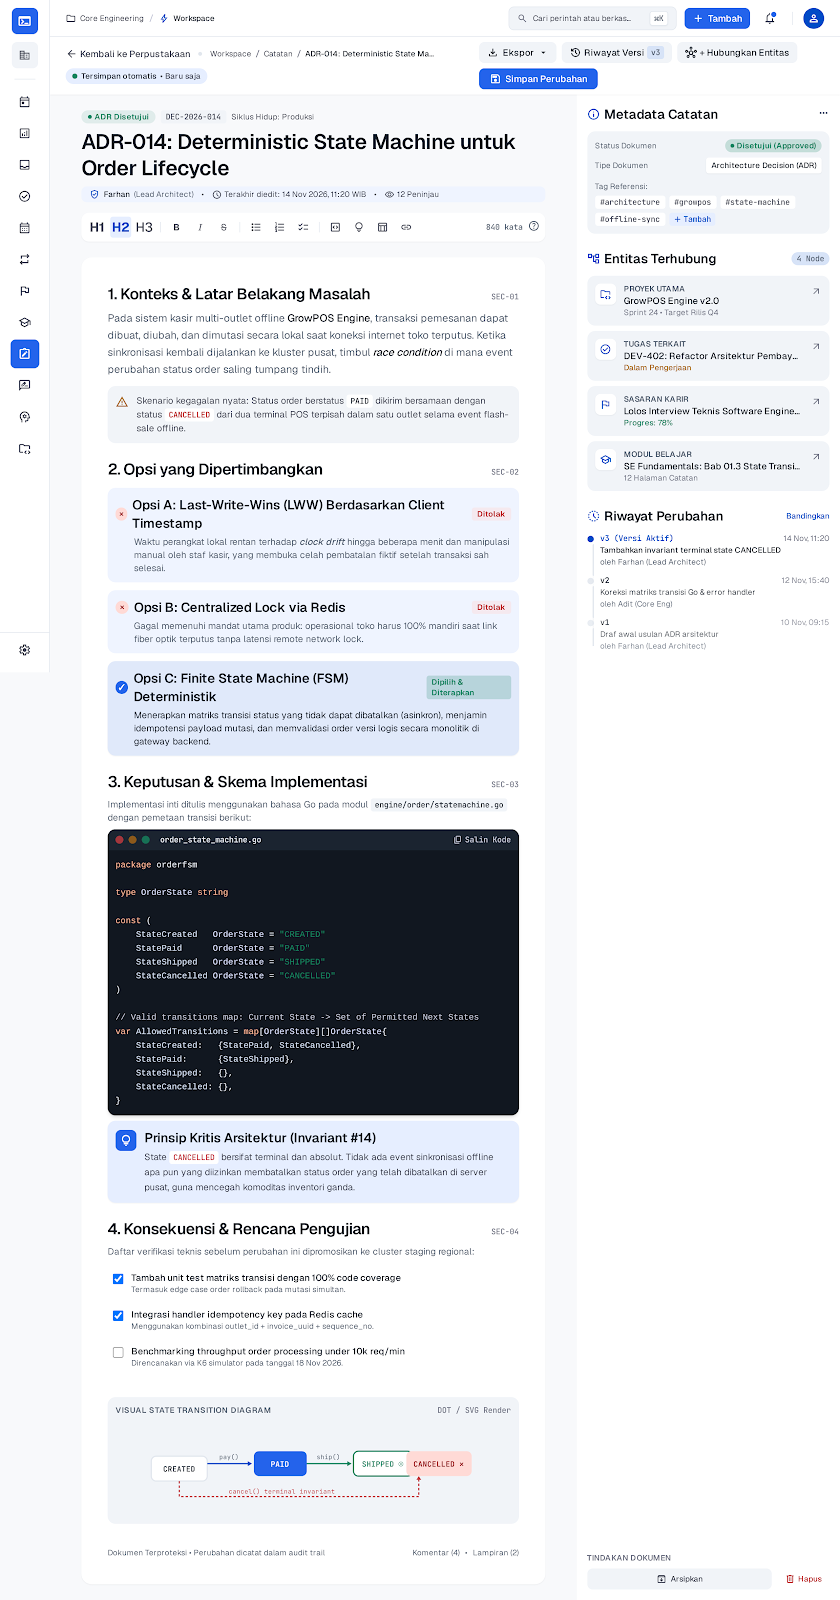 Core Engineering / Workspace
Cari perintah atau berkas... ⌘K
+ Tambah
← Kembali ke Perpustakaan • Workspace / Catatan / ADR-014: Deterministic State Ma...
Tersimpan otomatis • Baru saja
Ekspor
Riwayat Versi v3
+ Hubungkan Entitas
Simpan Perubahan
• ADR Disetujui DEC-2026-014 Siklus Hidup: Produksi
ADR-014: Deterministic State Machine untuk
Order Lifecycle
Farhan (Lead Architect) • Terakhir diedit: 14 Nov 2026, 11:20 WIB • 12 Peninjau
H1 H2 H3 B I S 840 kata
1. Konteks & Latar Belakang Masalah SEC-01
Pada sistem kasir multi-outlet offline GrowPOS Engine, transaksi pemesanan dapat
dibuat, diubah, dan dimutasi secara lokal saat koneksi internet toko terputus. Ketika
sinkronisasi kembali dijalankan ke kluster pusat, timbul race condition di mana event
perubahan status order saling tumpang tindih.
Skenario kegagalan nyata: Status order berstatus PAID dikirim bersamaan dengan
status CANCELLED dari dua terminal POS terpisah dalam satu outlet selama event flash-
sale offline.
2. Opsi yang Dipertimbangkan SEC-02
Opsi A: Last-Write-Wins (LWW) Berdasarkan Client
Timestamp
Ditolak
Waktu perangkat lokal rentan terhadap clock drift hingga beberapa menit dan manipulasi
manual oleh staf kasir, yang membuka celah pembatalan fiktif setelah transaksi sah
selesai.
Opsi B: Centralized Lock via Redis Ditolak
Gagal memenuhi mandat utama produk: operasional toko harus 100% mandiri saat link
fiber optik terputus tanpa latensi remote network lock.
Opsi C: Finite State Machine (FSM)
Deterministik
Dipilih &
Diterapkan
Menerapkan matriks transisi status yang tidak dapat dibatalkan (asinkron), menjamin
idempotensi payload mutasi, dan memvalidasi order versi logis secara monolitik di
gateway backend.
3. Keputusan & Skema Implementasi SEC-03
Implementasi inti ditulis menggunakan bahasa Go pada modul engine/order/statemachine.go
dengan pemetaan transisi berikut:
order_state_machine.go Salin Kode
package orderfsm
type OrderState string
const (
StateCreated OrderState = "CREATED"
StatePaid OrderState = "PAID"
StateShipped OrderState = "SHIPPED"
StateCancelled OrderState = "CANCELLED"
)
// Valid transitions map: Current State -> Set of Permitted Next States
var AllowedTransitions = map[OrderState][]OrderState{
StateCreated: {StatePaid, StateCancelled},
StatePaid: {StateShipped},
StateShipped: {},
StateCancelled: {},
}
Prinsip Kritis Arsitektur (Invariant #14)
State CANCELLED bersifat terminal dan absolut. Tidak ada event sinkronisasi offline
apa pun yang diizinkan membatalkan status order yang telah dibatalkan di server
pusat, guna mencegah komoditas inventori ganda.
4. Konsekuensi & Rencana Pengujian SEC-04
Daftar verifikasi teknis sebelum perubahan ini dipromosikan ke cluster staging regional:
Tambah unit test matriks transisi dengan 100% code coverage
Termasuk edge case order rollback pada mutasi simultan.
Integrasi handler idempotency key pada Redis cache
Menggunakan kombinasi outlet_id + invoice_uuid + sequence_no.
Benchmarking throughput order processing under 10k req/min
Direncanakan via K6 simulator pada tanggal 18 Nov 2026.
VISUAL STATE TRANSITION DIAGRAM DOT / SVG Render
CREATED pay() PAID ship() SHIPPED CANCELLED ×
cancel() terminal invariant
Dokumen Terproteksi • Perubahan dicatat dalam audit trail Komentar (4) • Lampiran (2)
Metadata Catatan ...
Status Dokumen • Disetujui (Approved)
Tipe Dokumen Architecture Decision (ADR)
Tag Referensi:
#architecture #growpos #state-machine
#offline-sync + Tambah
Entitas Terhubung 4 Node
PROYEK UTAMA
GrowPOS Engine v2.0
Sprint 24 • Target Rilis Q4
TUGAS TERKAIT
DEV-402: Refactor Arsitektur Pembay...
Dalam Pengerjaan
SASARAN KARIR
Lolos Interview Teknis Software Engine...
Progres: 78%
MODUL BELAJAR
SE Fundamentals: Bab 01.3 State Transi...
12 Halaman Catatan
Riwayat Perubahan Bandingkan
v3 (Versi Aktif) 14 Nov, 11:20
Tambahkan invariant terminal state CANCELLED
oleh Farhan (Lead Architect)
v2 12 Nov, 15:40
Koreksi matriks transisi Go & error handler
oleh Adit (Core Eng)
v1 10 Nov, 09:15
Draf awal usulan ADR arsitektur
oleh Farhan (Lead Architect)
TINDAKAN DOKUMEN
Arsipkan Hapus